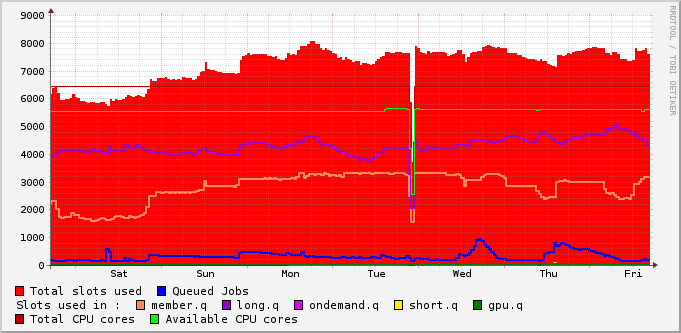 RRDTOOL / TOBI OETIKER
9000
8000
7000
6000
5000
4000
3000
2000
1000
0
Sat Sun Mon Tue Wed Thu Fri
Total slots used Queued Jobs
Slots used in : member.q long.q ondemand.q short.q gpu.q
Total CPU cores Available CPU cores